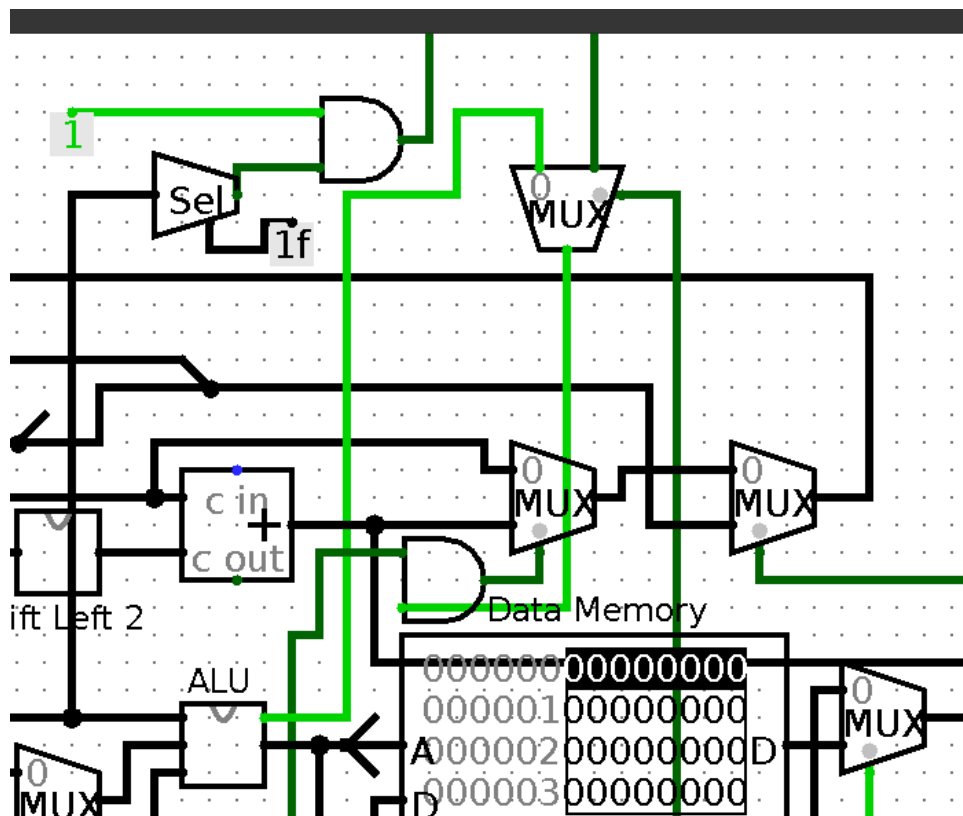 1
Sel
1f
0
MUX
0
MUX
0
MUX
c in
+
c out
ift Left 2
Data Memory
ALU
000000 00000000
000001 00000000
000002 00000000
000003 00000000
A
D
D
0
MUX
0
MUX